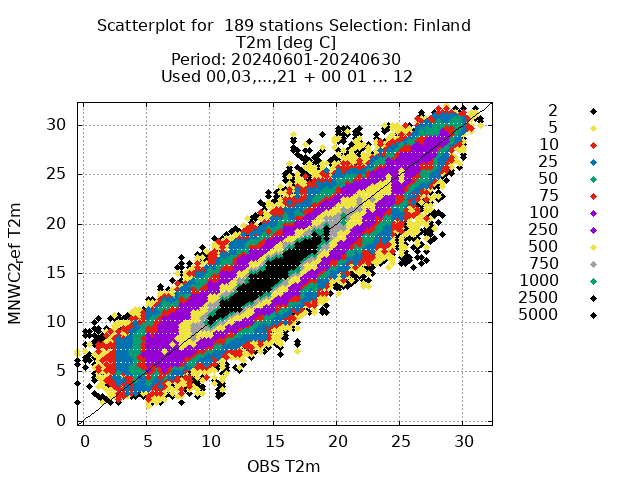 Scatterplot for  189 stations Selection: Finland
T2m [deg C]
Period: 20240601-20240630
Used 00,03,...,21 + 00 01 ... 12
MNWC2,ef T2m
30
25
20
15
10
5
0
0 5 10 15 20 25 30
OBS T2m
2
5
10
25
50
75
100
250
500
750
1000
2500
5000